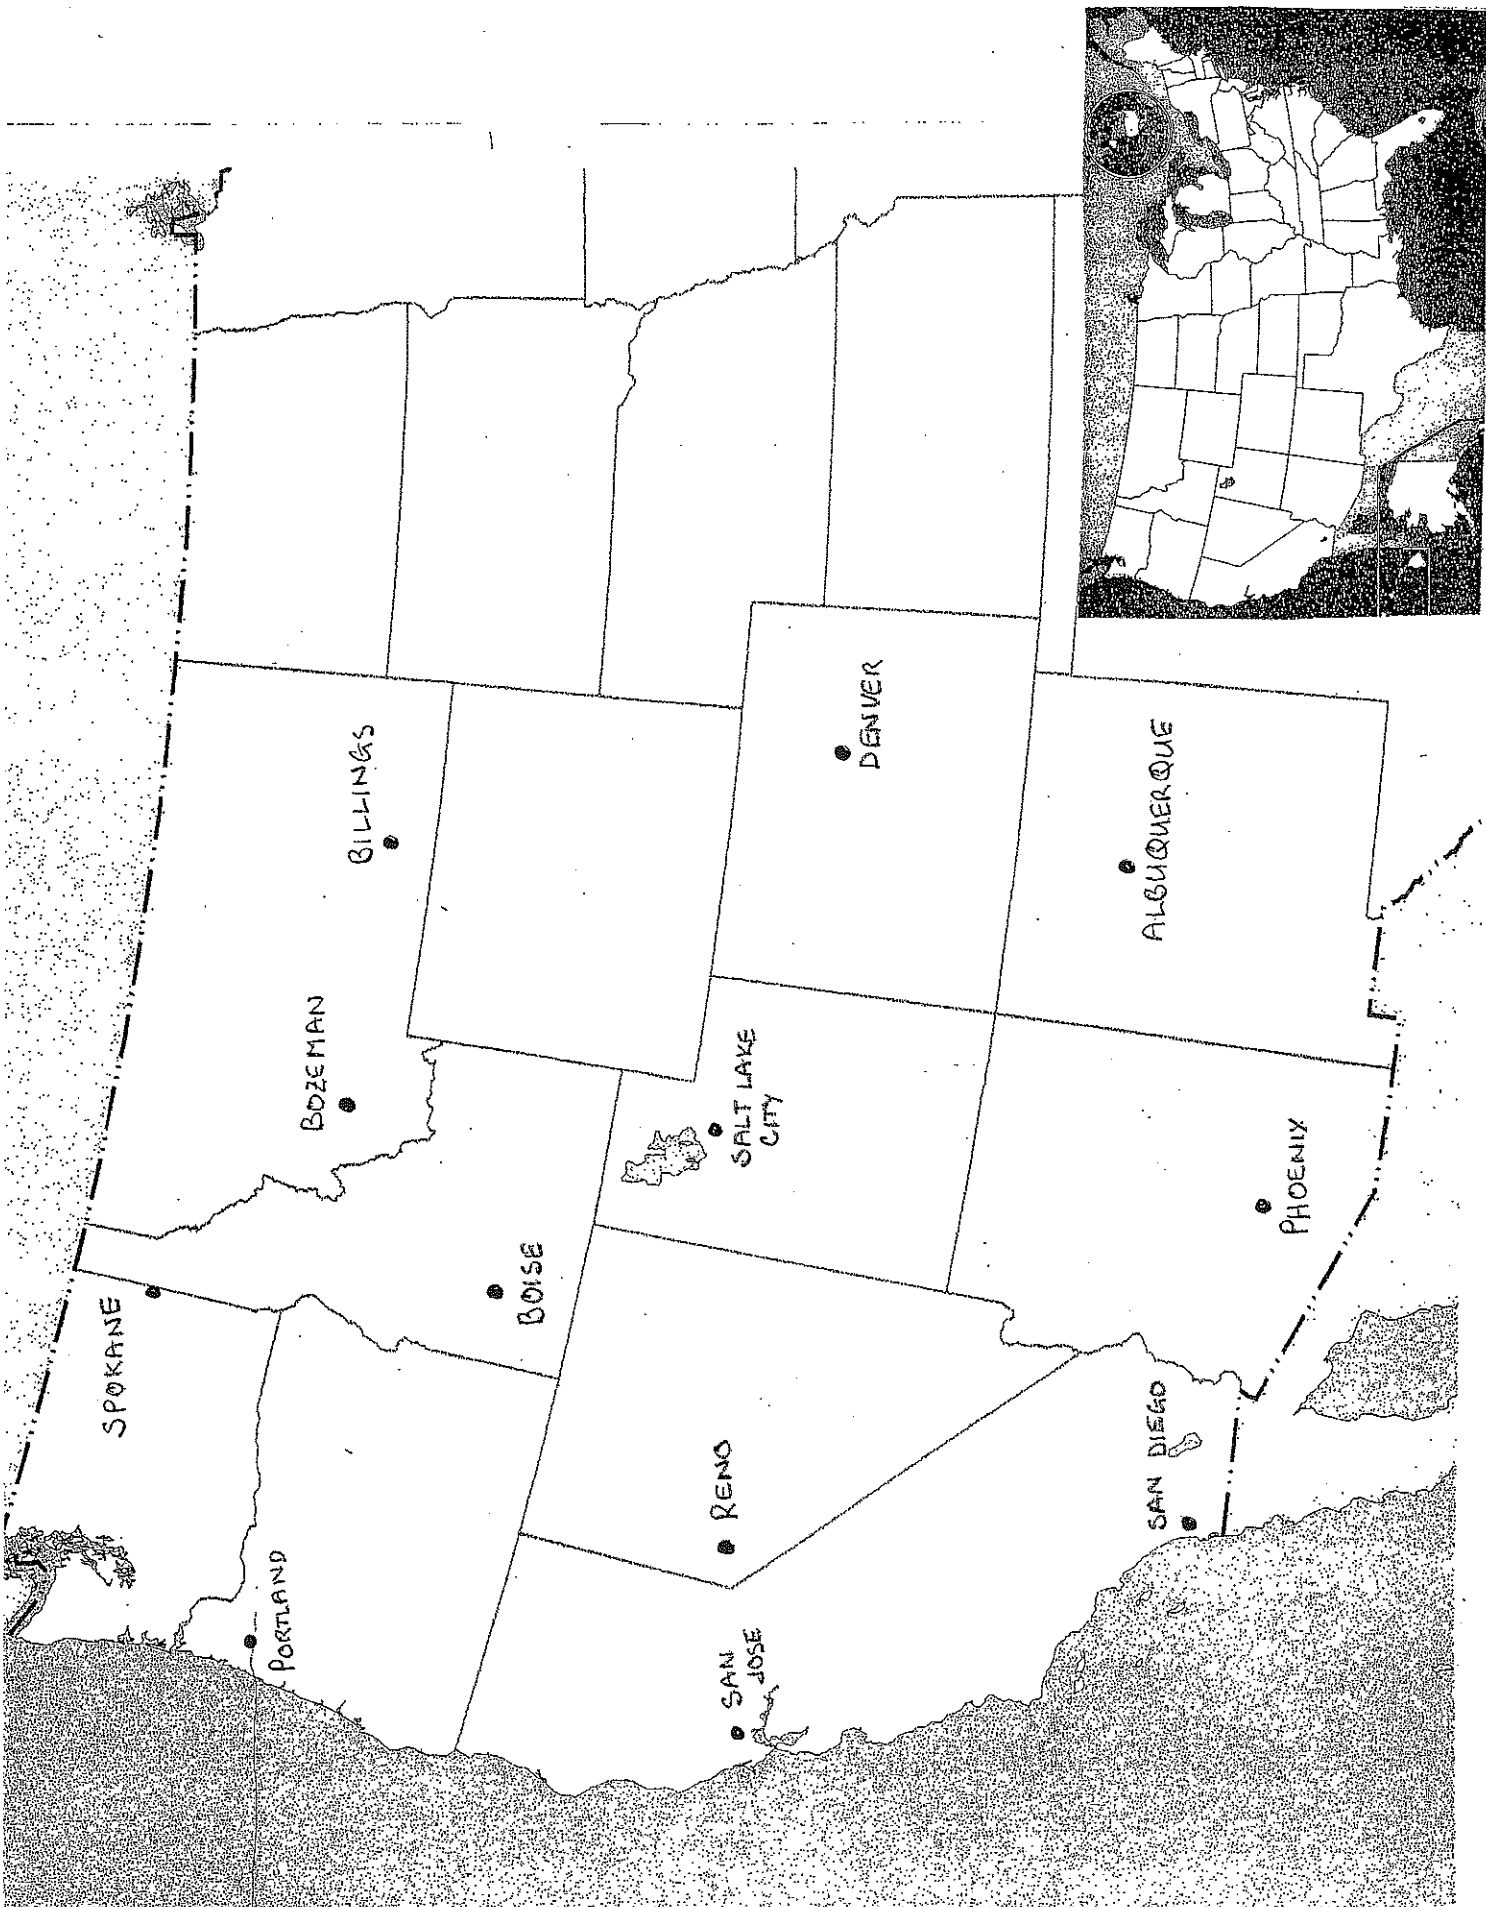 SPOKANE
PORTLAND
BOZEMAN
BILLINGS
BOISE
SALT LAKE
CITY
DENVER
RENO
SAN
JOSE
ALBUQUERQUE
PHOENIX
SAN DIEGO